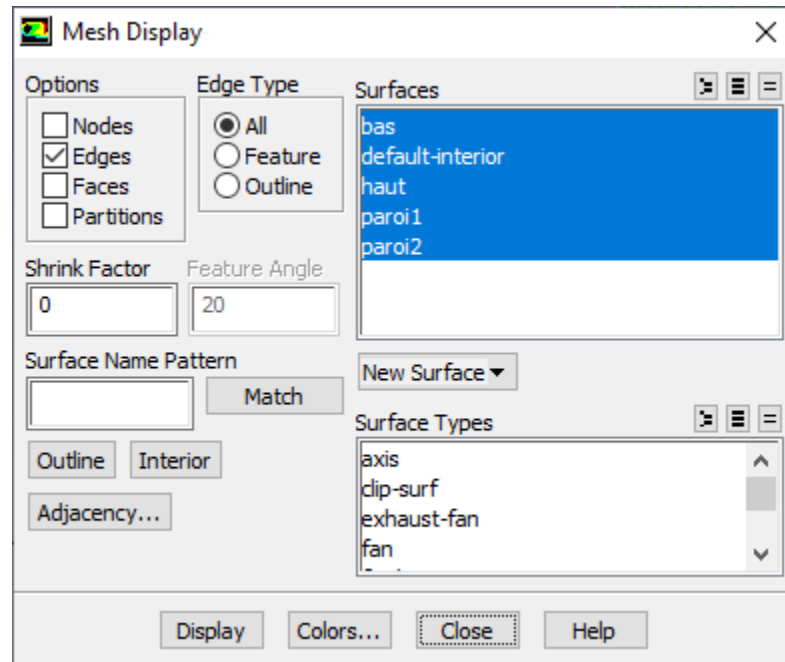 Mesh Display
Options
Nodes
Edges
Faces
Partitions
Edge Type
All
Feature
Outline
Surfaces
bas
default-interior
haut
paroi1
paroi2
Shrink Factor
0
Feature Angle
20
Surface Name Pattern
Match
New Surface
Outline Interior
Adjacency...
Surface Types
axis
clip-surf
exhaust-fan
fan
Display Colors... Close Help